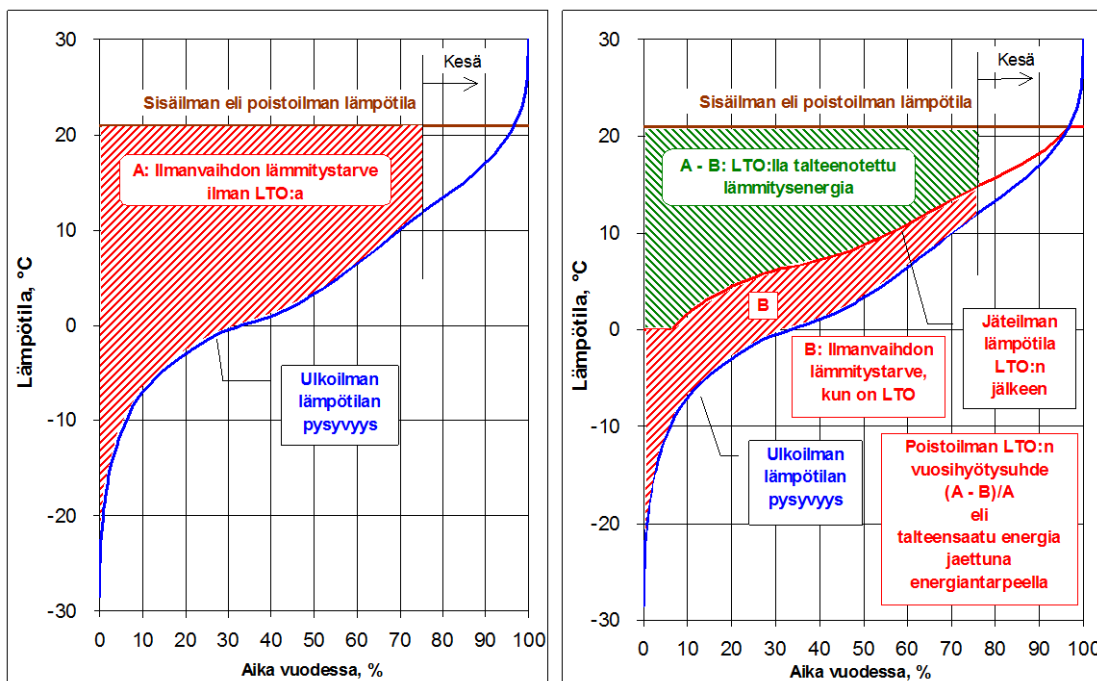 30
20
10
0
-10
-20
-30
Lämpötila, °C
Kesä
Sisäilman eli poistoilman lämpötila
A: Ilmanvaihdon lämmitystarve
ilman LTO:a
Ulkoilman
lämpötilan
pysyvyys
0 10 20 30 40 50 60 70 80 90 100
Aika vuodessa, %
30
20
10
0
-10
-20
-30
Lämpötila, °C
Kesä
Sisäilman eli poistoilman lämpötila
A - B: LTO:lla talteenotettu
lämmitysenergia
B
B: Ilmanvaihdon
lämmitystarve,
kun on LTO
Jäteilman
lämpötila
LTO:n
jälkeen
Ulkoilman
lämpötilan
pysyvyys
Poistoilman LTO:n
vuosihyötysuhde
(A - B)/A
eli
talteensaatu energia
jaettuna
energiantarpeella
0 10 20 30 40 50 60 70 80 90 100
Aika vuodessa, %